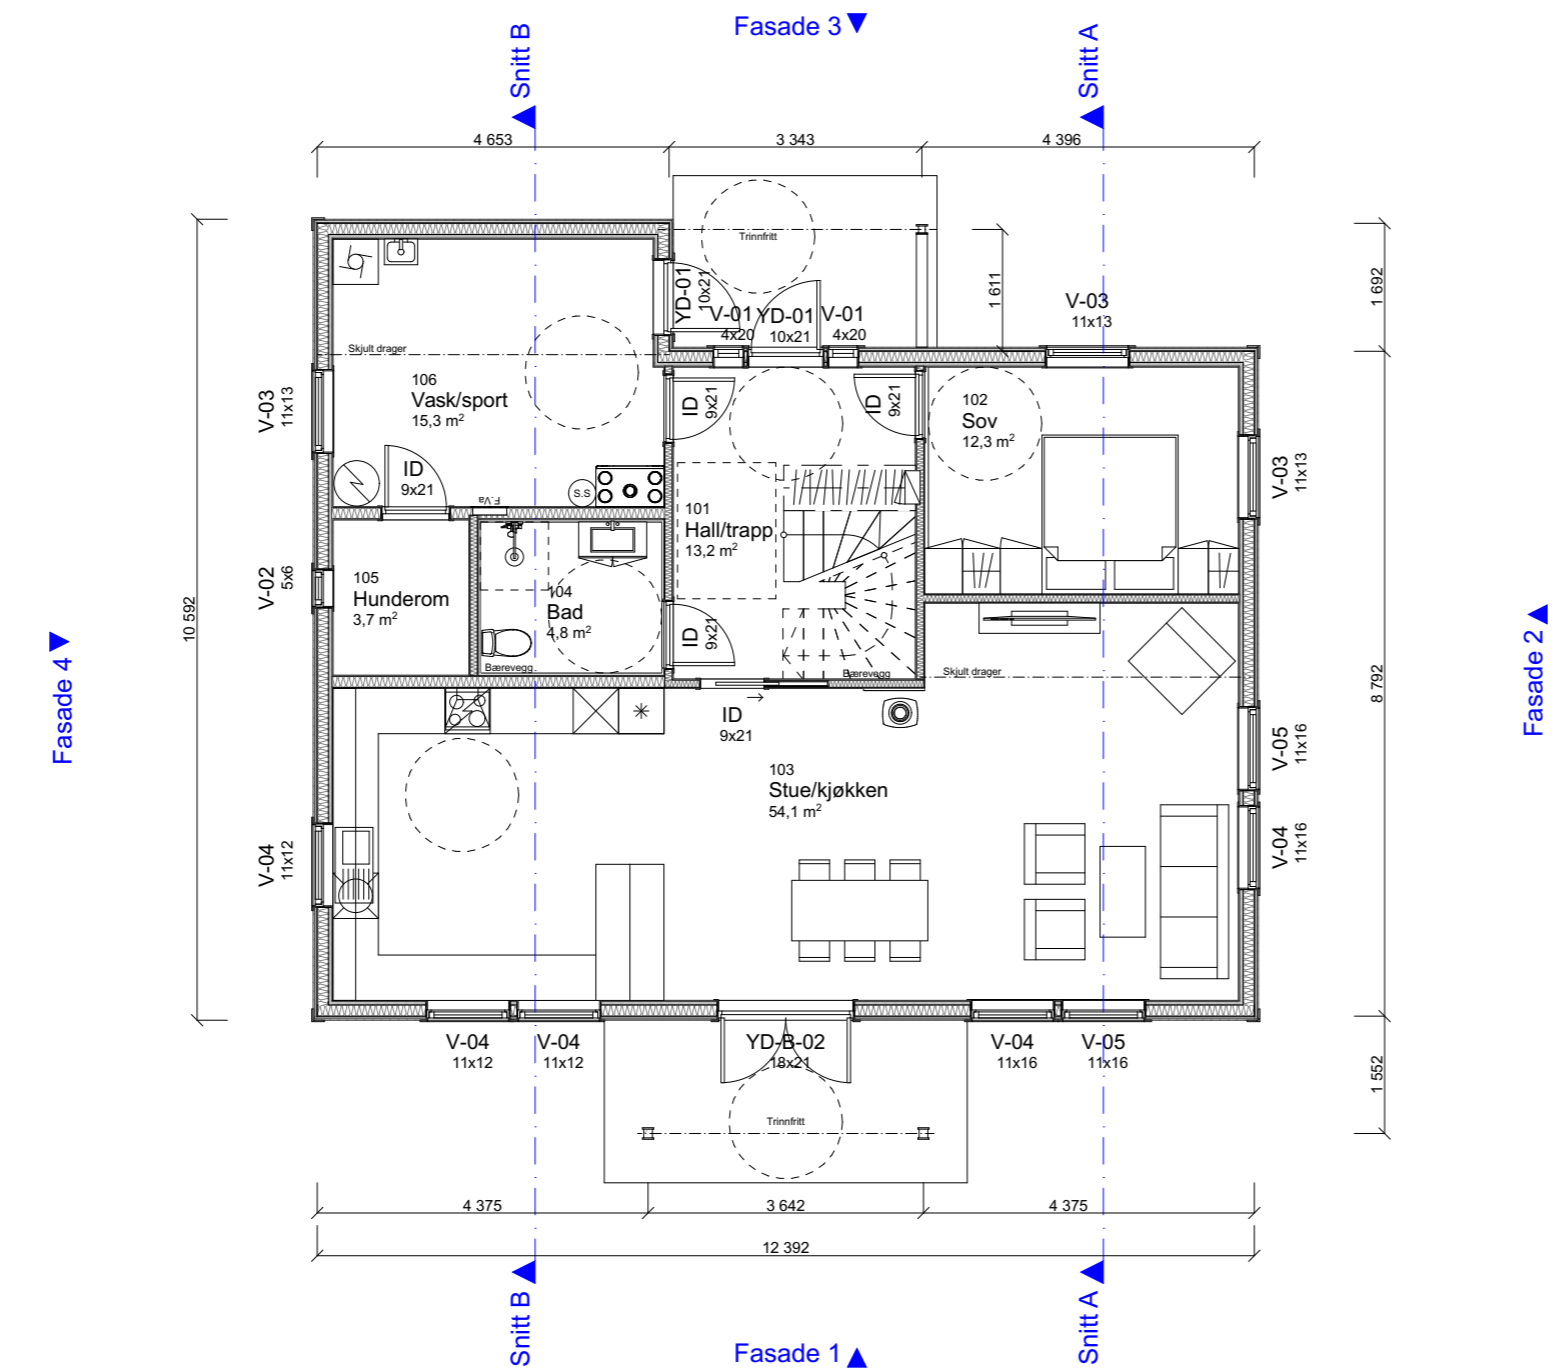 Fasade 3
Snitt B
Snitt A
4 653
3 343
4 396
Trinnfritt
YD-01
10x21
V-01
4x20
YD-01
10x21
V-01
4x20
1 611
V-03
11x13
1 692
Skjult drager
106
Vask/sport
15,3 m²
V-03
11x13
ID
9x21
ID
9x21
102
Sov
12,3 m²
V-03
11x13
ID
9x21
F.Va
S.S
101
Hall/trapp
13,2 m²
V-02
5x6
105
Hunderom
3,7 m²
104
Bad
4,8 m²
ID
9x21
10 592
Bærevegg
Bærevegg
Skjult drager
8 792
Fasade 4
Fasade 2
ID
9x21
V-05
11x16
103
Stue/kjøkken
54,1 m²
V-04
11x12
V-04
11x16
V-04
11x12
V-04
11x12
YD-B-02
18x21
V-04
11x16
V-05
11x16
1 552
Trinnfritt
4 375
3 642
4 375
12 392
Snitt B
Snitt A
Fasade 1